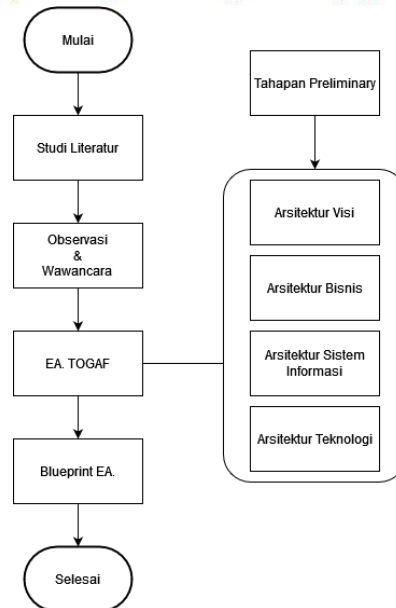 Mulai
Studi Literatur
Observasi
&
Wawancara
EA. TOGAF
Blueprint EA.
Selesai
Tahapan Preliminary
Arsitektur Visi
Arsitektur Bisnis
Arsitektur Sistem
Informasi
Arsitektur Teknologi